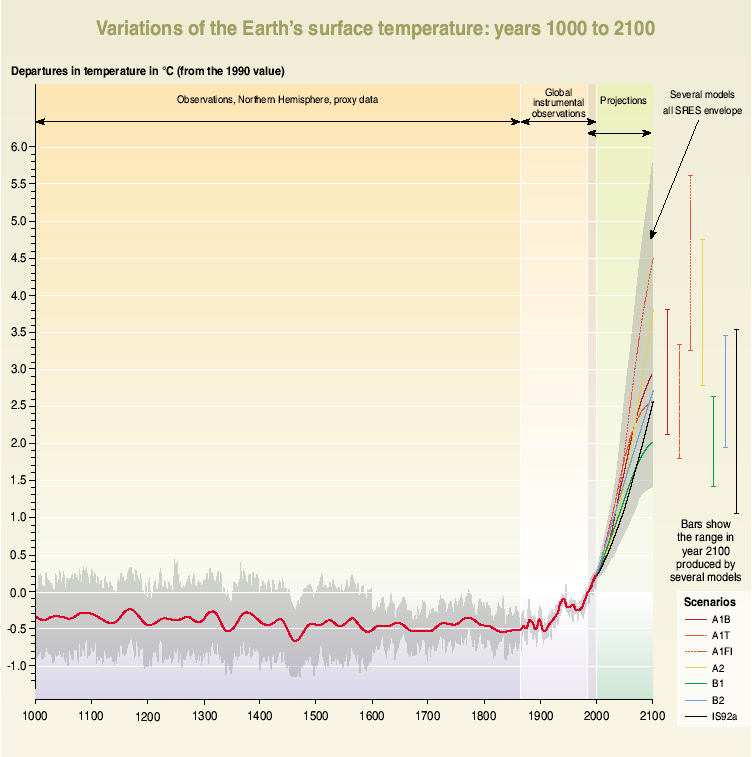 Variations of the Earth's surface temperature: years 1000 to 2100
Departures in temperature in °C (from the 1990 value)
Observations, Northern Hemisphere, proxy data
Global
instrumental
observations
Projections
Several models
all SRES envelope
6.0
5.5
5.0
4.5
4.0
3.5
3.0
2.5
2.0
1.5
1.0
0.5
0.0
-0.5
-1.0
1000
1100
1200
1300
1400
1500
1600
1700
1800
1900
2000
2100
Bars show
the range in
year 2100
produced by
several models
Scenarios
A1B
A1T
A1FI
A2
B1
B2
IS92a